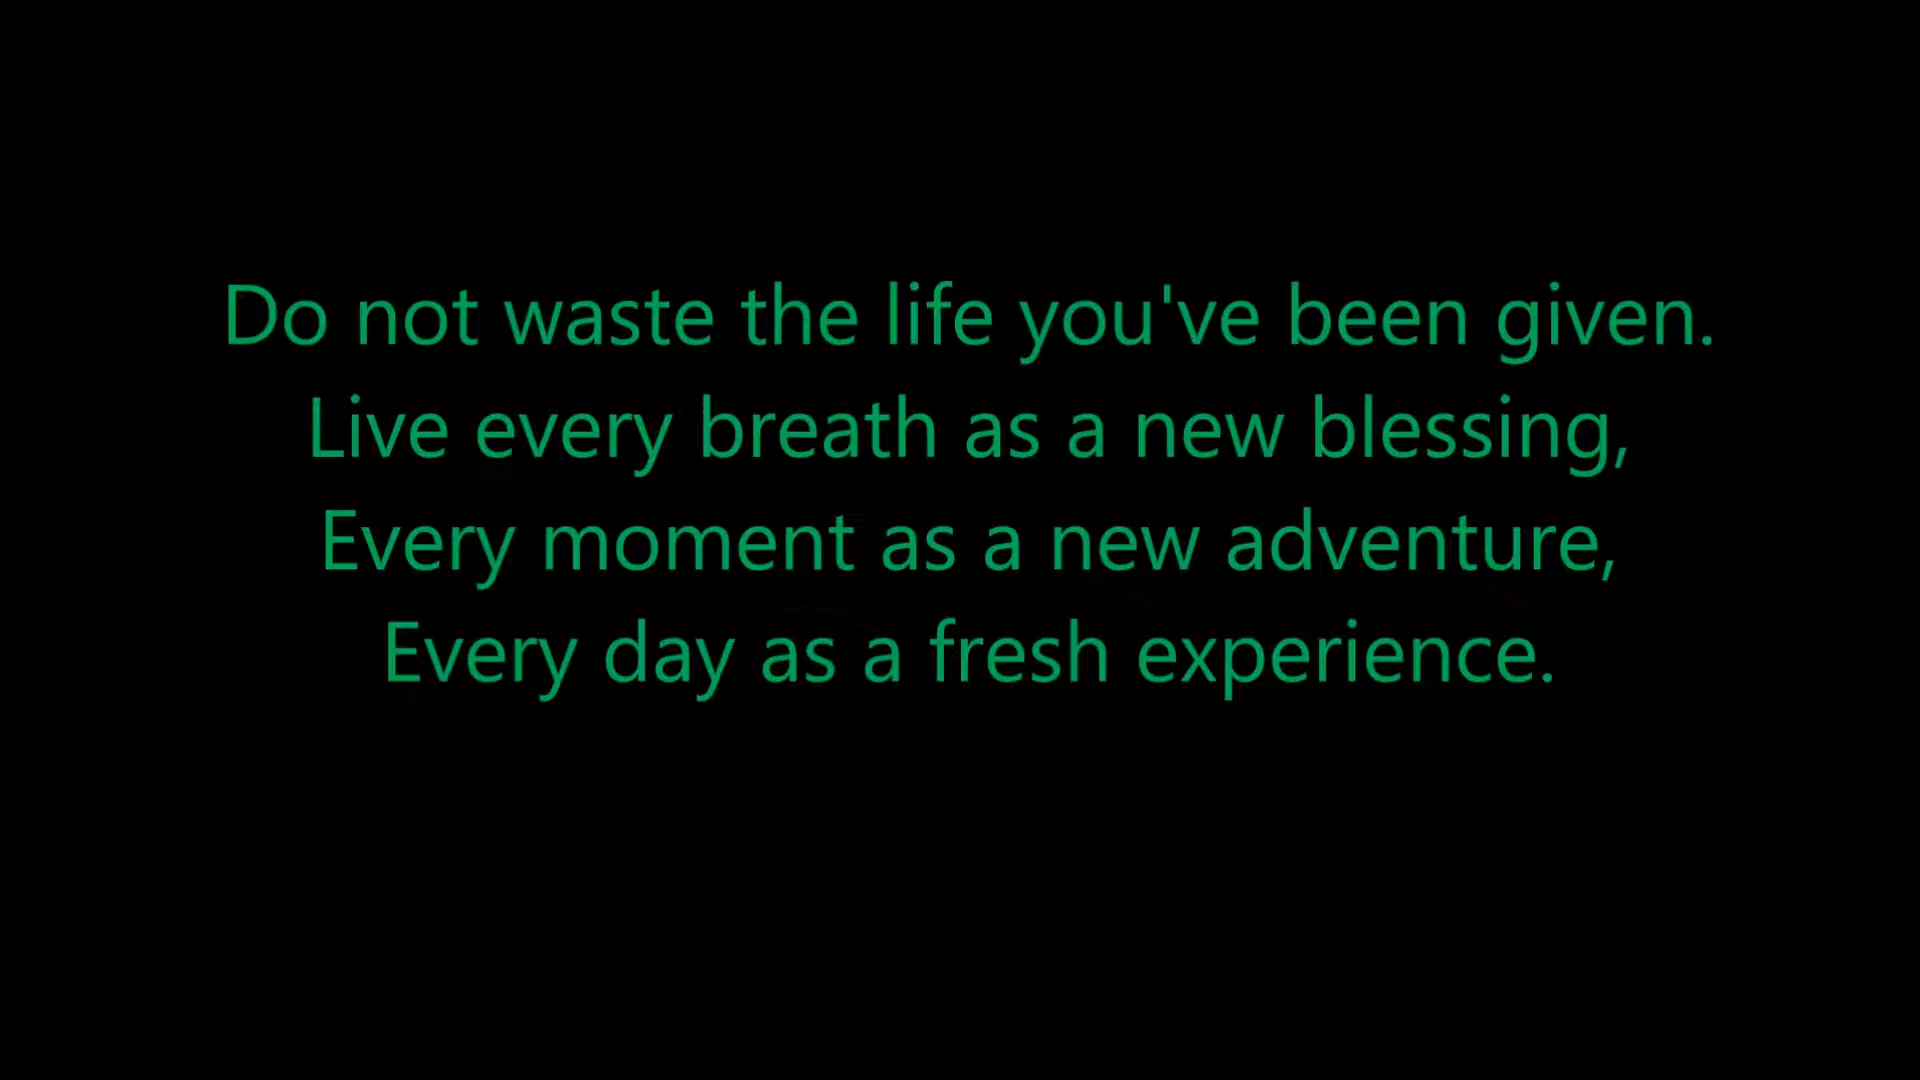 Do not waste the life you've been given.
Live every breath as a new blessing,
Every moment as a new adventure,
Every day as a fresh experience.